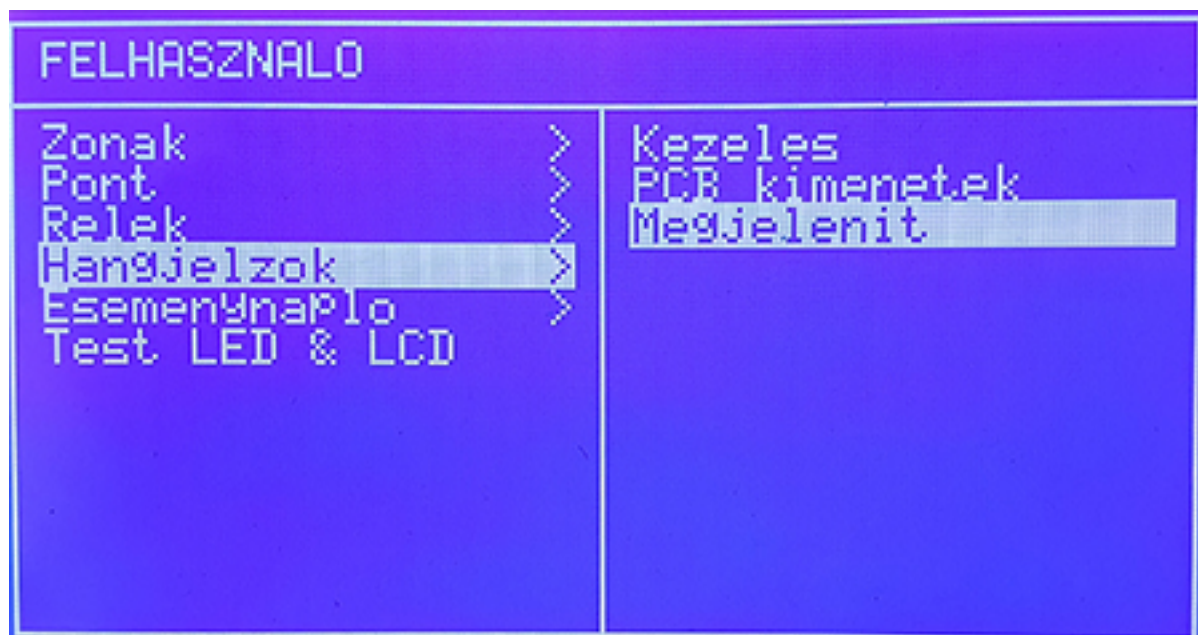 FELHASZNALO
Zonak >
Pont >
Relek >
Hangjelzok >
Esemenynaplo >
Test LED & LCD
Kezeles
PCB kimenetek
Megjelenit